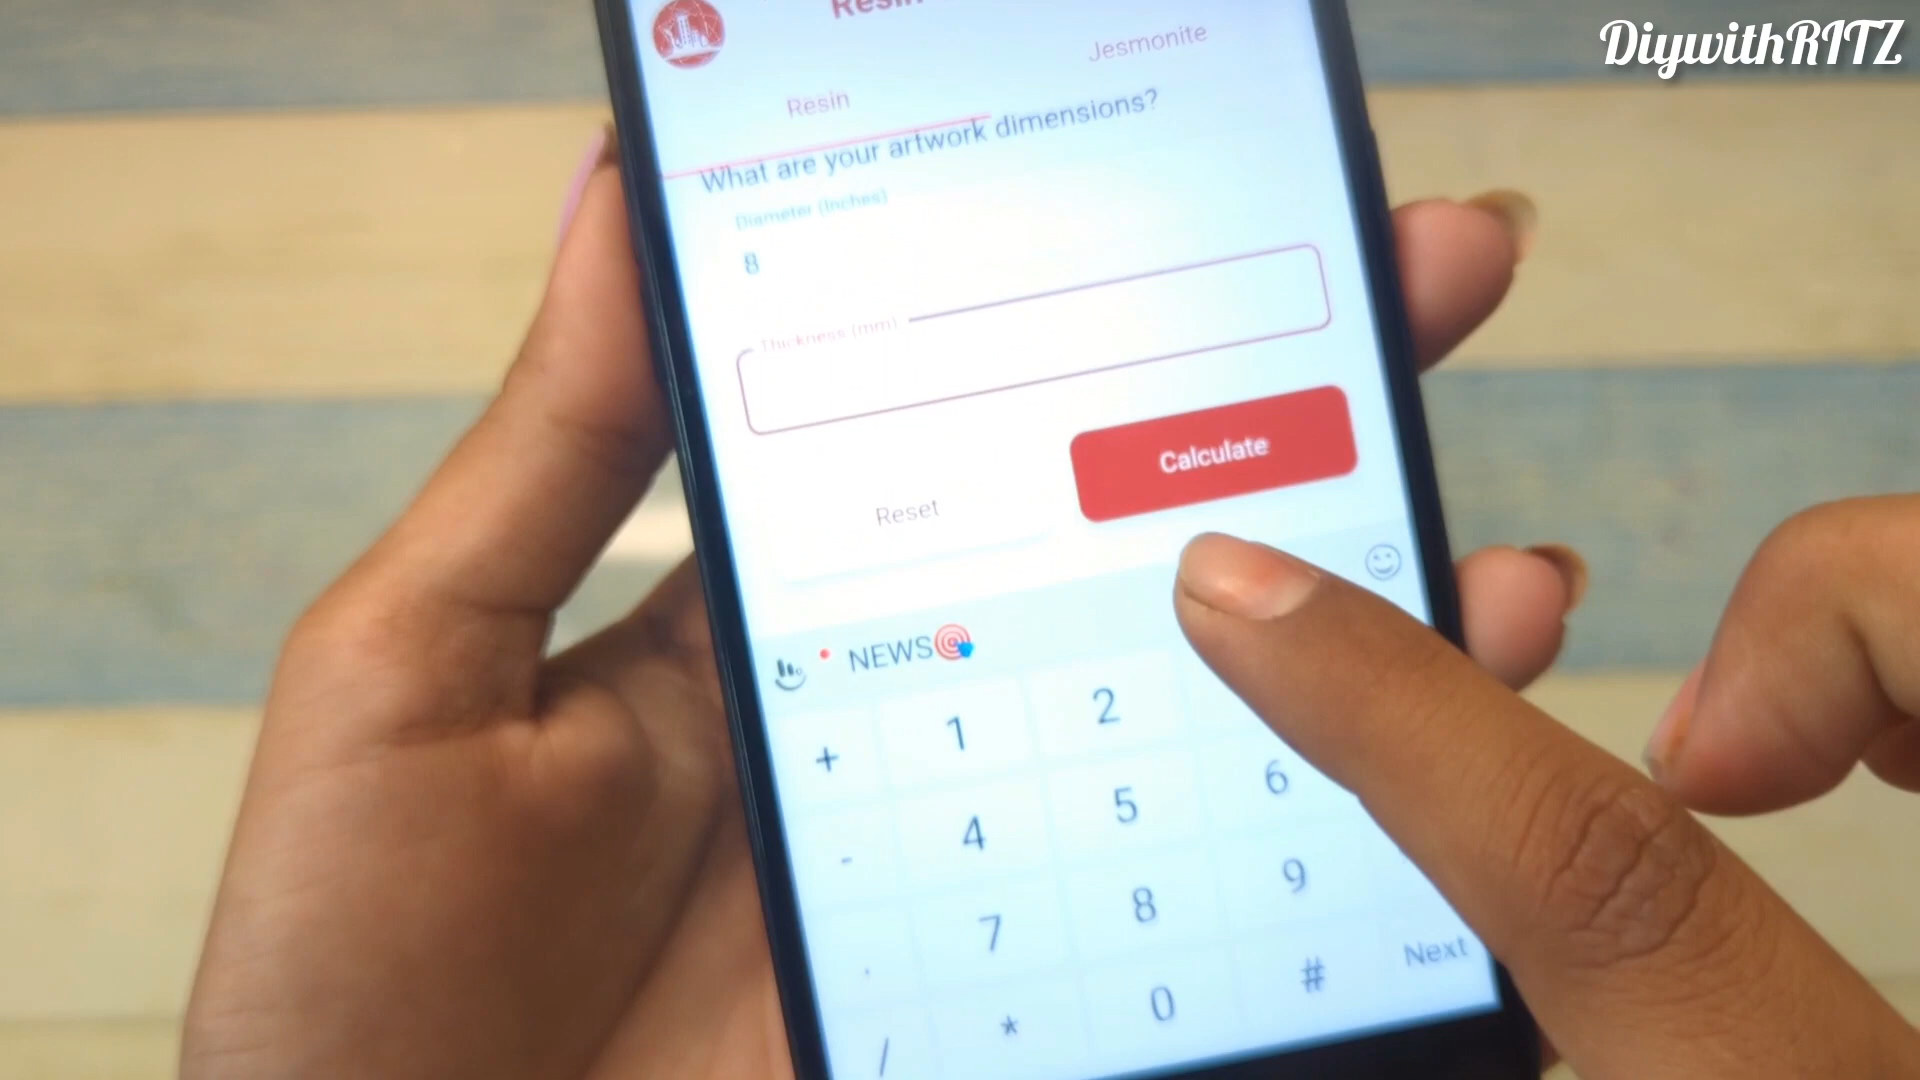 DiywithRITZ
Resin
Jesmonite
Resin
What are your artwork dimensions?
Diameter (Inches)
8
Thickness (mm)
Calculate
Reset
NEWS
+ 1 2
- 4 5 6
. 7 8 9
/ * 0 # Next